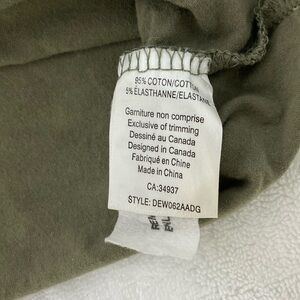 95% COTON/COTTON
5% ÉLASTHANNE/ELASTANE
Garniture non comprise
Exclusive of trimming
Dessiné au Canada
Designed in Canada
Fabriqué en Chine
Made in China
CA:34937
STYLE: DEW062AADG